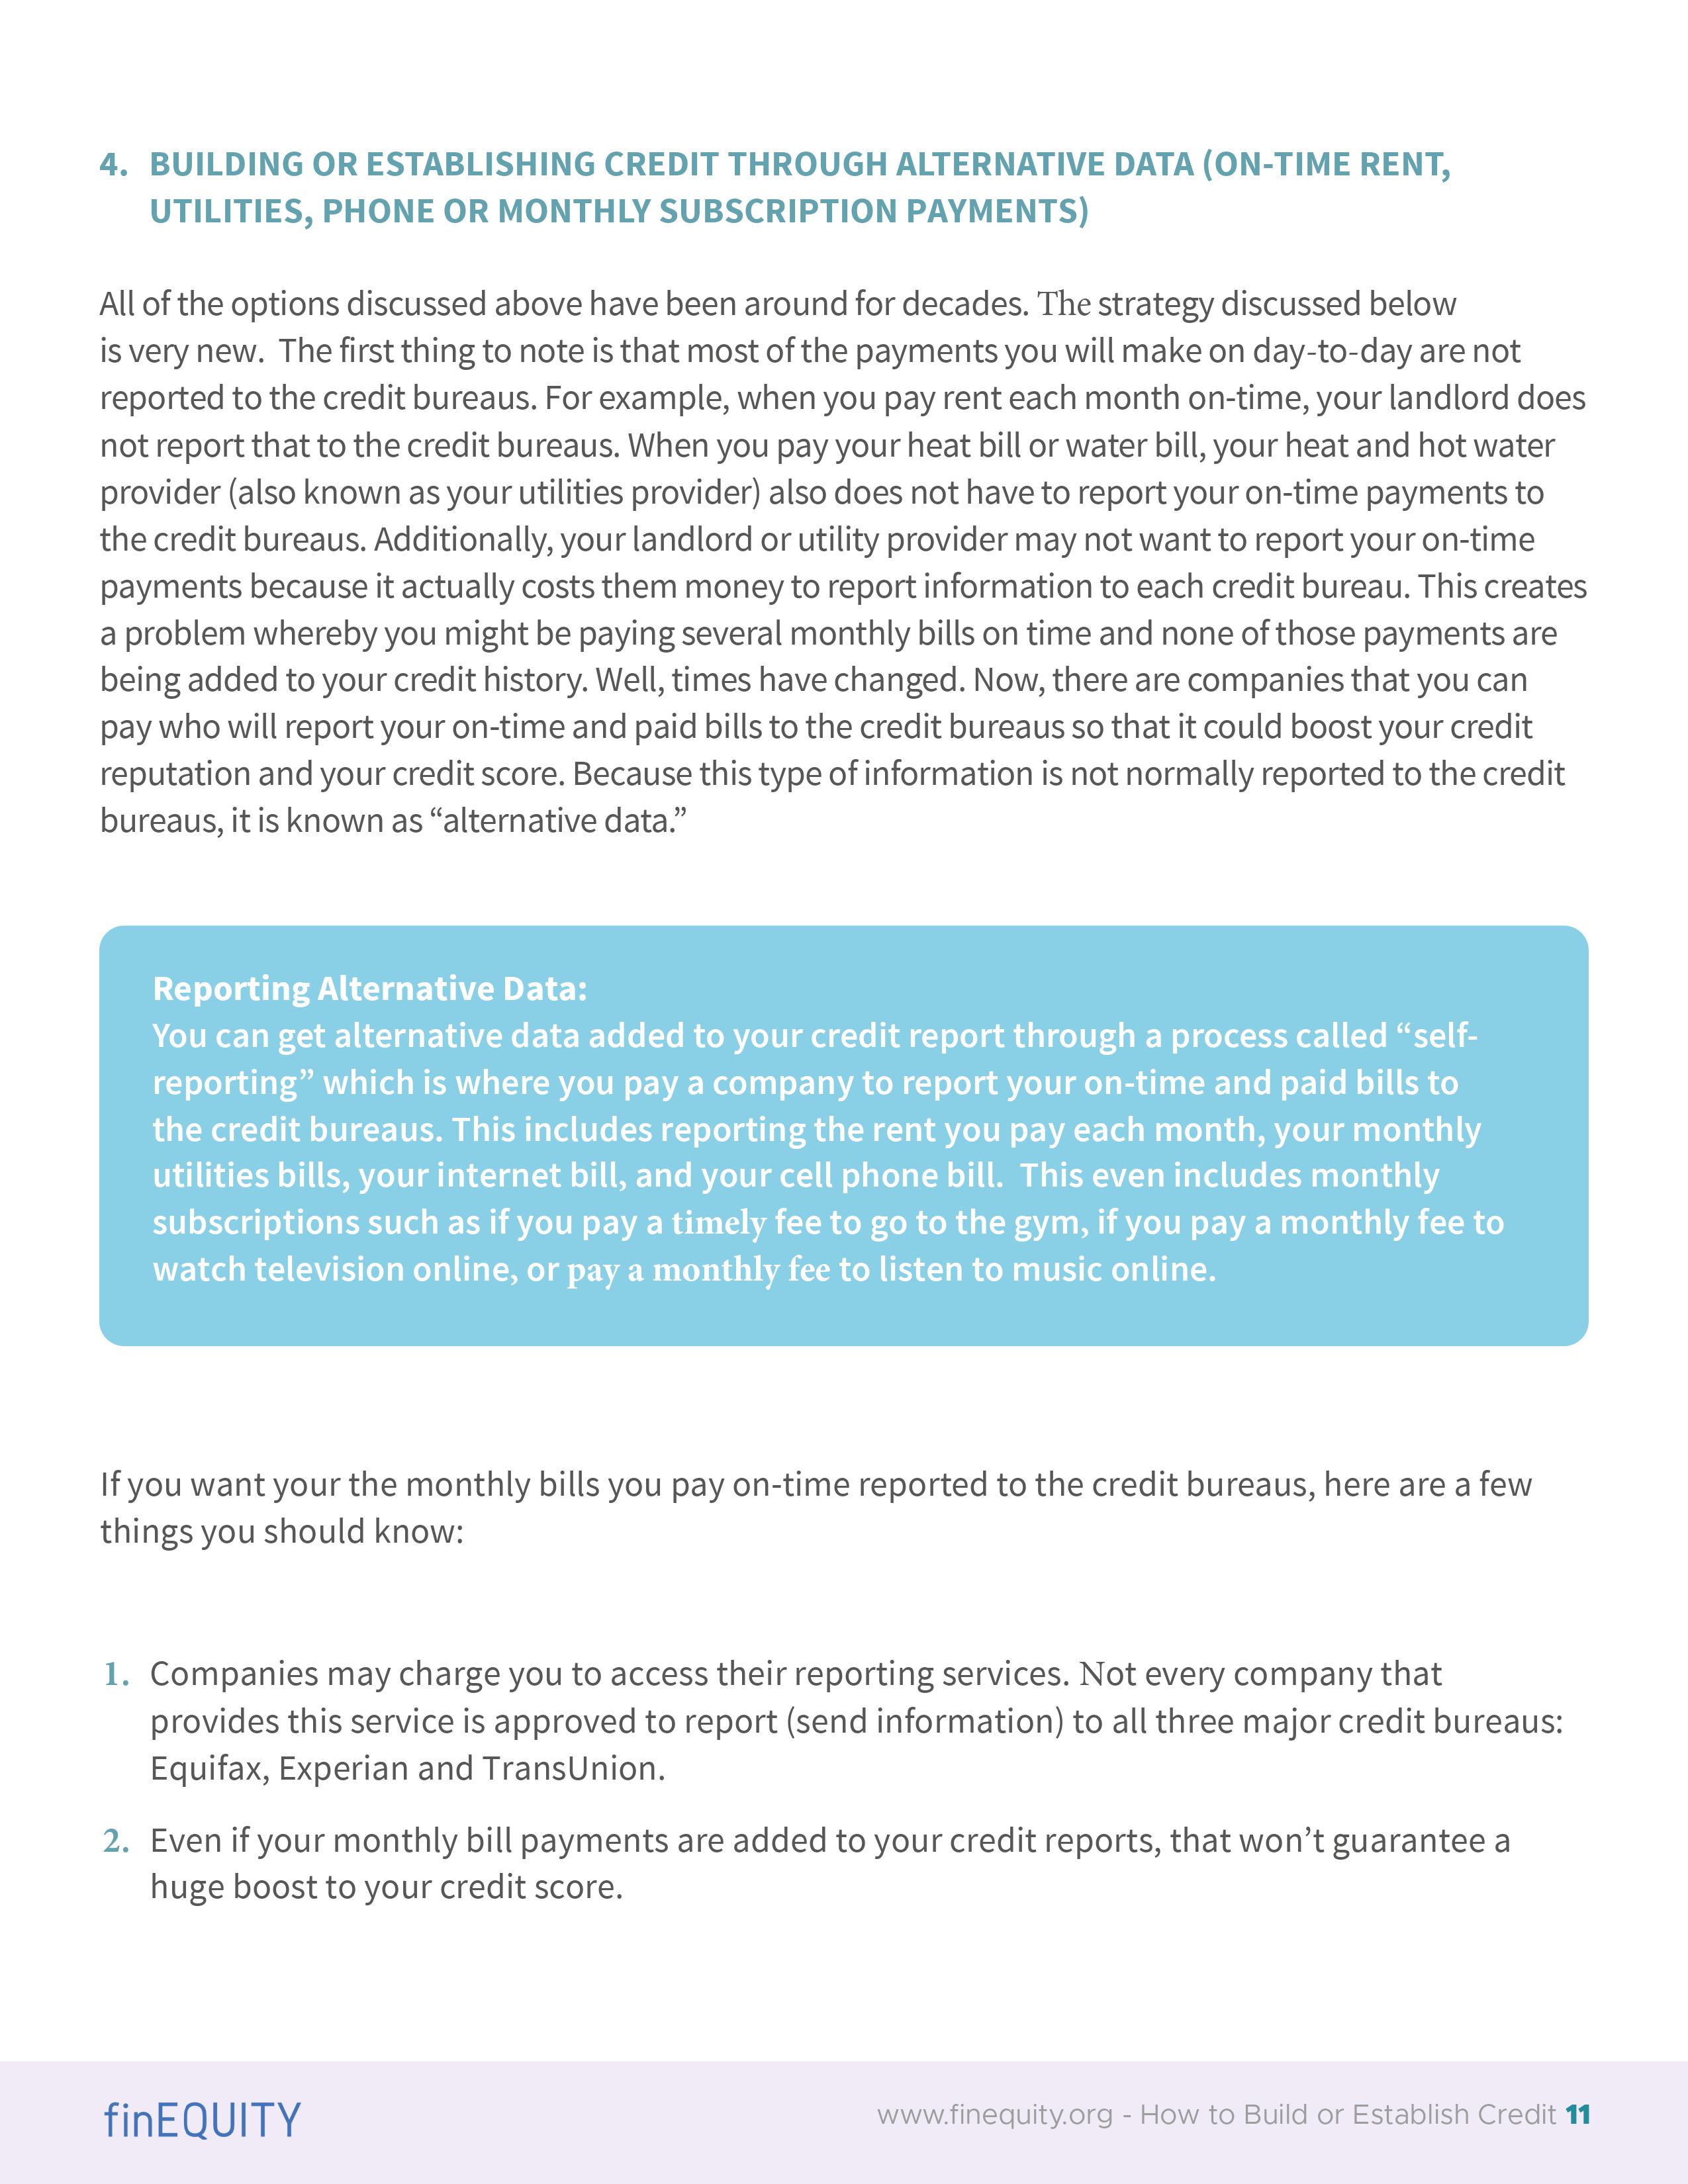 4. BUILDING OR ESTABLISHING CREDIT THROUGH ALTERNATIVE DATA (ON-TIME RENT,
UTILITIES, PHONE OR MONTHLY SUBSCRIPTION PAYMENTS)
All of the options discussed above have been around for decades. The strategy discussed below
is very new.  The first thing to note is that most of the payments you will make on day-to-day are not
reported to the credit bureaus. For example, when you pay rent each month on-time, your landlord does
not report that to the credit bureaus. When you pay your heat bill or water bill, your heat and hot water
provider (also known as your utilities provider) also does not have to report your on-time payments to
the credit bureaus. Additionally, your landlord or utility provider may not want to report your on-time
payments because it actually costs them money to report information to each credit bureau. This creates
a problem whereby you might be paying several monthly bills on time and none of those payments are
being added to your credit history. Well, times have changed. Now, there are companies that you can
pay who will report your on-time and paid bills to the credit bureaus so that it could boost your credit
reputation and your credit score. Because this type of information is not normally reported to the credit
bureaus, it is known as “alternative data.”
Reporting Alternative Data:
You can get alternative data added to your credit report through a process called “self-
reporting” which is where you pay a company to report your on-time and paid bills to
the credit bureaus. This includes reporting the rent you pay each month, your monthly
utilities bills, your internet bill, and your cell phone bill.  This even includes monthly
subscriptions such as if you pay a timely fee to go to the gym, if you pay a monthly fee to
watch television online, or pay a monthly fee to listen to music online.
If you want your the monthly bills you pay on-time reported to the credit bureaus, here are a few
things you should know:
1. Companies may charge you to access their reporting services. Not every company that
provides this service is approved to report (send information) to all three major credit bureaus:
Equifax, Experian and TransUnion.
2. Even if your monthly bill payments are added to your credit reports, that won’t guarantee a
huge boost to your credit score.
finEQUITY
www.finequity.org - How to Build or Establish Credit 11